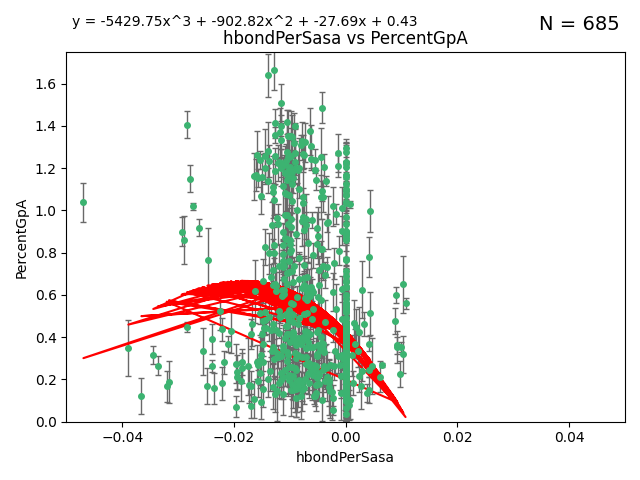 y = -5429.75x^3 + -902.82x^2 + -27.69x + 0.43
N = 685
hbondPerSasa vs PercentGpA
PercentGpA
1.6
1.4
1.2
1.0
0.8
0.6
0.4
0.2
0.0
−0.04 −0.02 0.00 0.02 0.04
hbondPerSasa